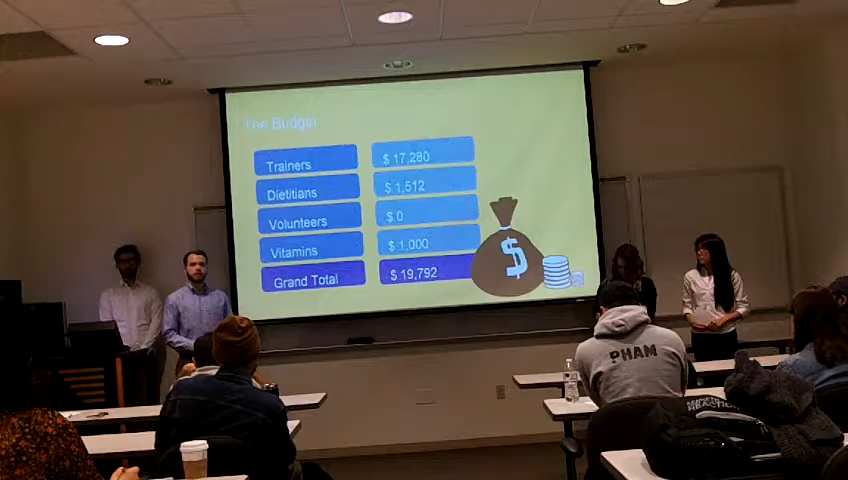 The Budget
Trainers $ 17,280
Dietitians $ 1,512
Volunteers $ 0
Vitamins $ 1,000
Grand Total $ 19,792
$
PHAM